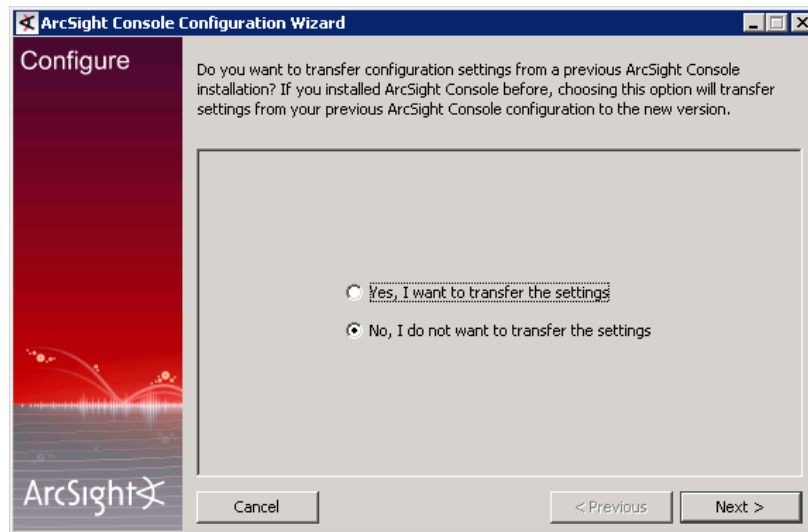 ArcSight Console Configuration Wizard
Configure
Do you want to transfer configuration settings from a previous ArcSight Console
installation? If you installed ArcSight Console before, choosing this option will transfer
settings from your previous ArcSight Console configuration to the new version.
Yes, I want to transfer the settings
No, I do not want to transfer the settings
ArcSight
Cancel
< Previous
Next >